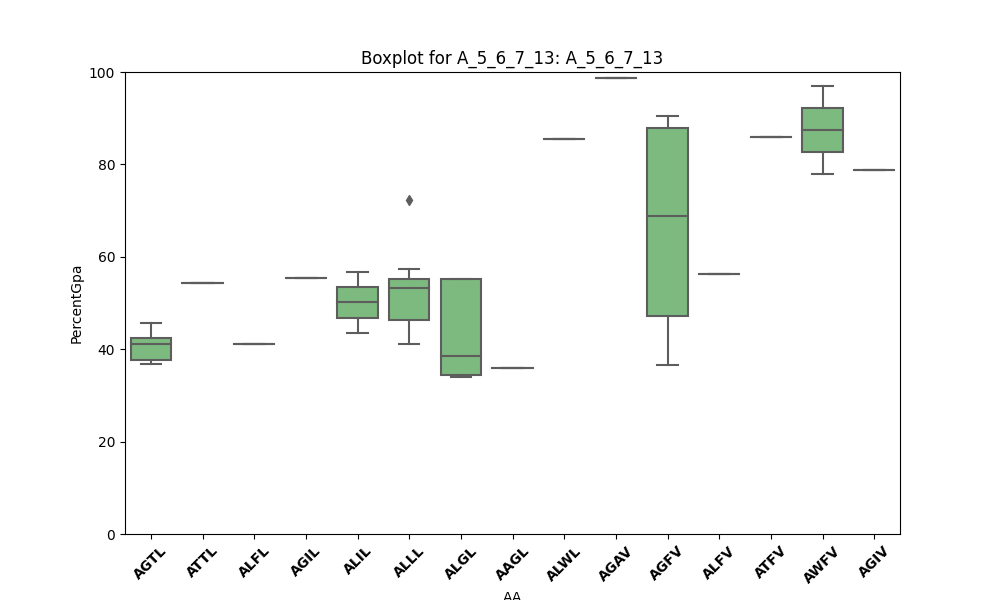 Boxplot for A_5_6_7_13: A_5_6_7_13
100
80
60
40
20
0
PercentGpa
AGTL ATTL ALFL AGIL ALIL ALLL ALGL AAGL ALWL AGAV AGFV ALFV ATFV AWFV AGIV
AA